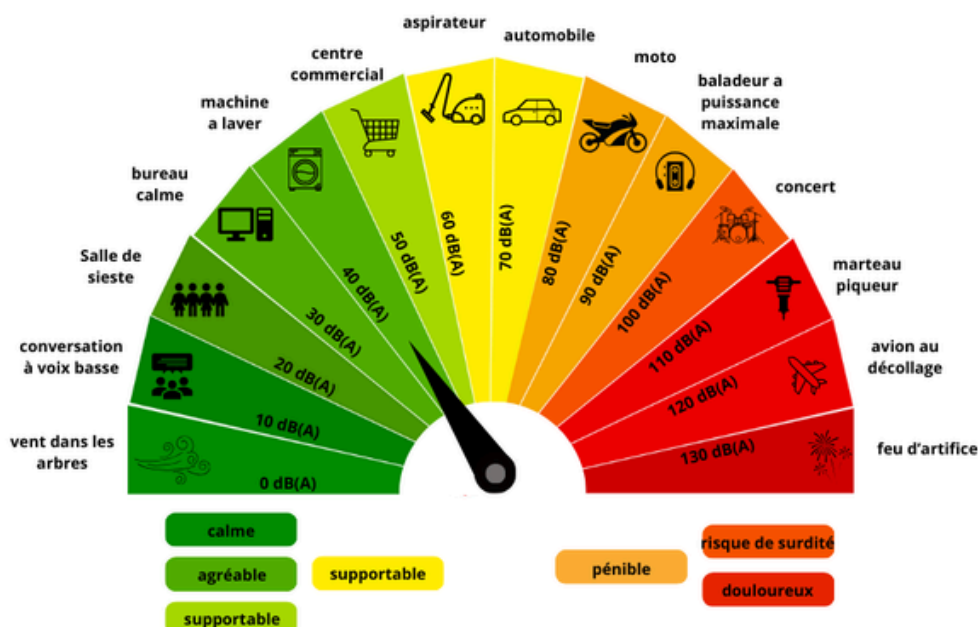 aspirateur
automobile
centre
commercial
moto
machine
a laver
baladeur a
puissance
maximale
bureau
calme
concert
Salle de
sieste
marteau
piqueur
conversation
à voix basse
avion au
décollage
vent dans les
arbres
feu d'artifice
0 dB(A)
10 dB(A)
20 dB(A)
30 dB(A)
40 dB(A)
50 dB(A)
60 dB(A)
70 dB(A)
80 dB(A)
90 dB(A)
100 dB(A)
110 dB(A)
120 dB(A)
130 dB(A)
calme
agréable
supportable
supportable
pénible
risque de surdité
douloureux